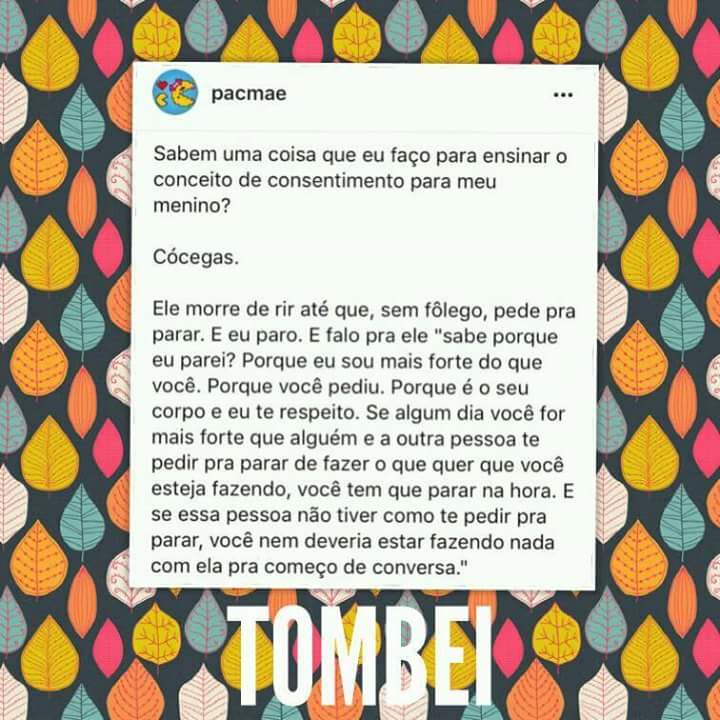 pacmae
Sabem uma coisa que eu faço para ensinar o
conceito de consentimento para meu
menino?
Cócegas.
Ele morre de rir até que, sem fôlego, pede pra
parar. E eu paro. E falo pra ele "sabe porque
eu parei? Porque eu sou mais forte do que
você. Porque você pediu. Porque é o seu
corpo e eu te respeito. Se algum dia você for
mais forte que alguém e a outra pessoa te
pedir pra parar de fazer o que quer que você
esteja fazendo, você tem que parar na hora. E
se essa pessoa não tiver como te pedir pra
parar, você nem deveria estar fazendo nada
com ela pra começo de conversa."
TOMBEI